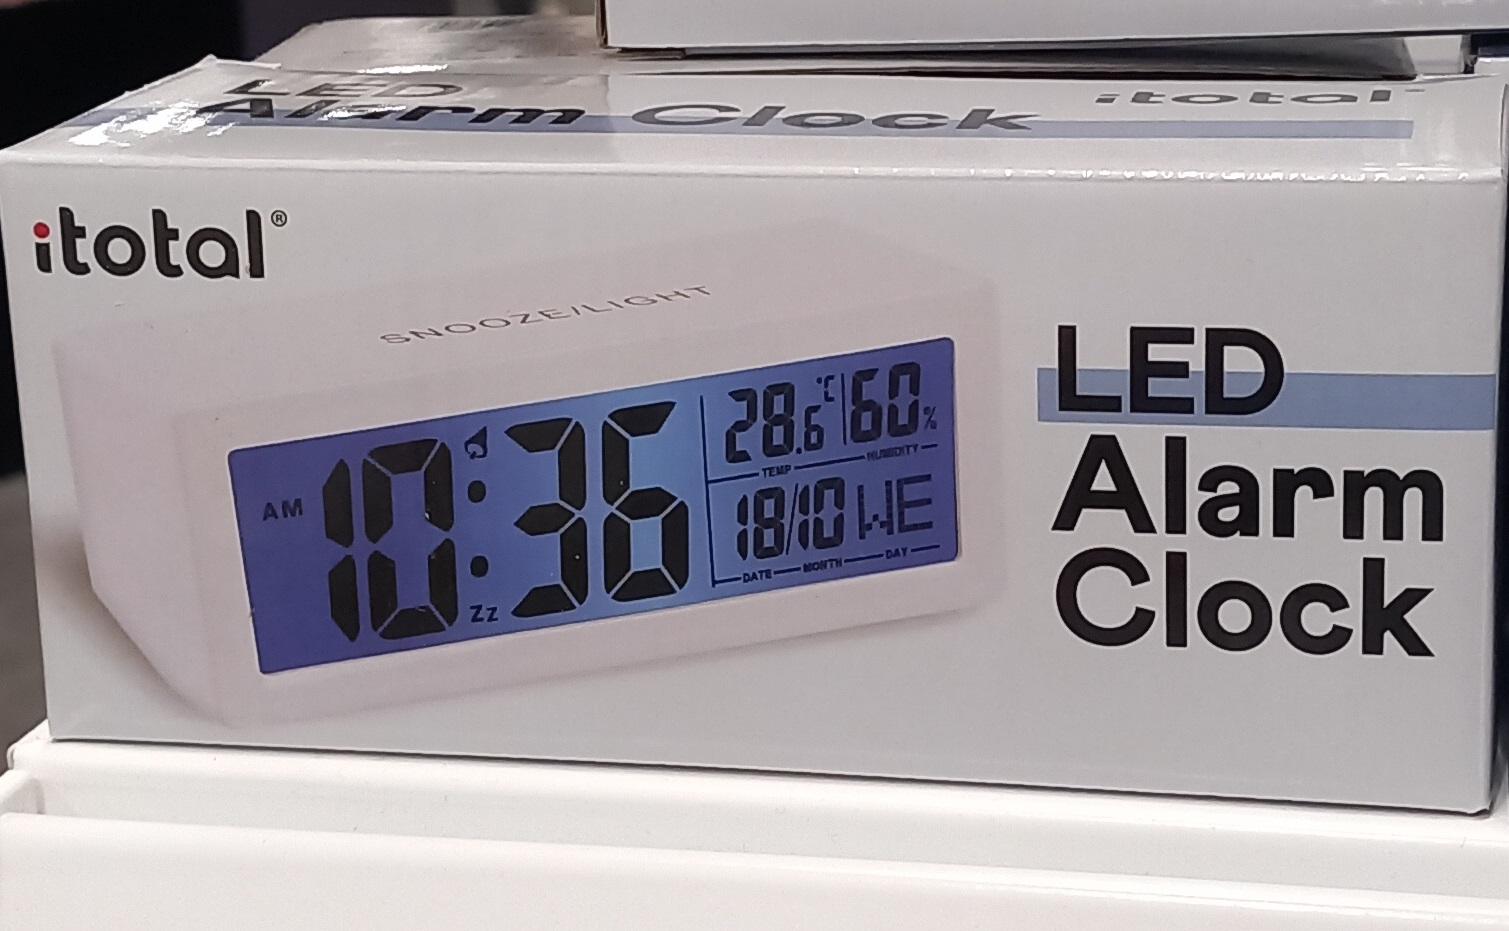 LED
Alarm Clock
itotal
itotal®
SNOOZE/LIGHT
AM 10:36 Zz
28.6°C 60%
TEMP HUMIDITY
18/10 WE
DATE MONTH DAY
LED
Alarm
Clock